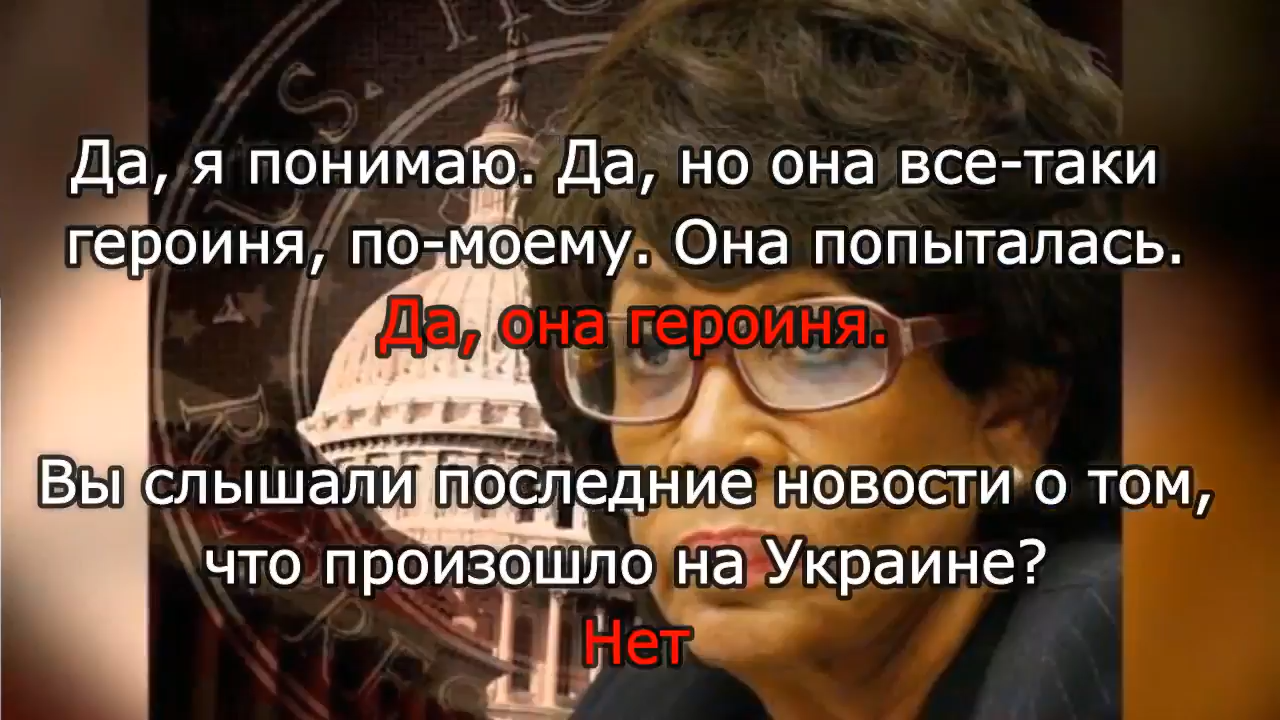 Да, я понимаю. Да, но она все-таки
героиня, по-моему. Она попыталась.
Да, она героиня.
Вы слышали последние новости о том,
что произошло на Украине?
Нет